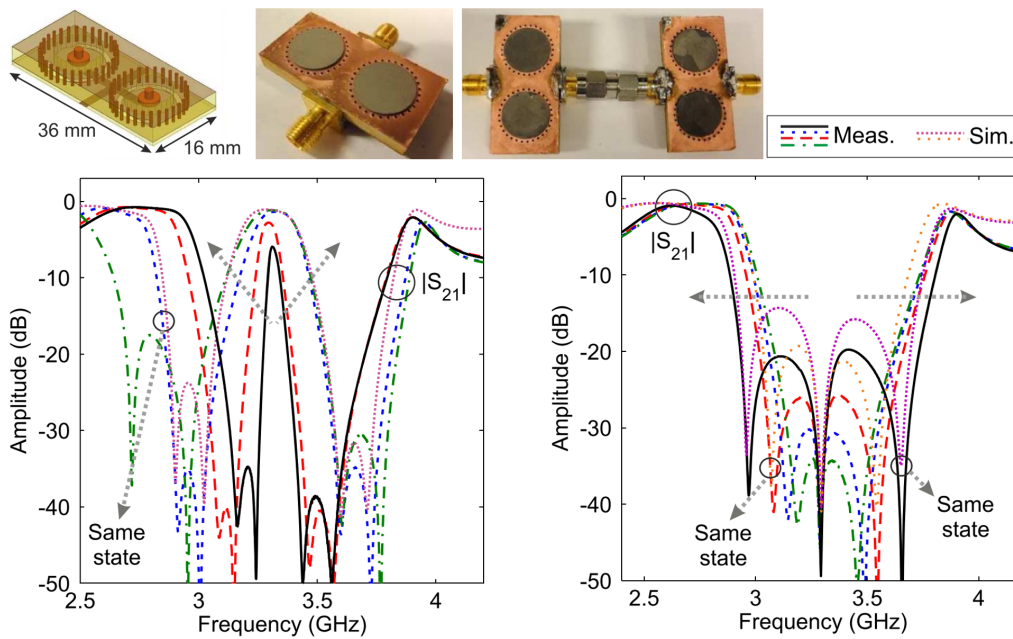 36 mm
16 mm
Meas.
Sim.
0
-10
-20
-30
-40
-50
Amplitude (dB)
2.5
3
3.5
4
Frequency (GHz)
|S21|
Same
state
0
-10
-20
-30
-40
-50
Amplitude (dB)
2.5
3
3.5
4
Frequency (GHz)
|S21|
Same
state
Same
state